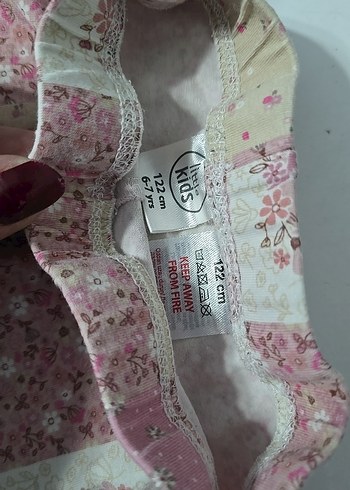 kids
122 cm
6-7 yrs
122 cm
KEEP AWAY
FROM FIRE